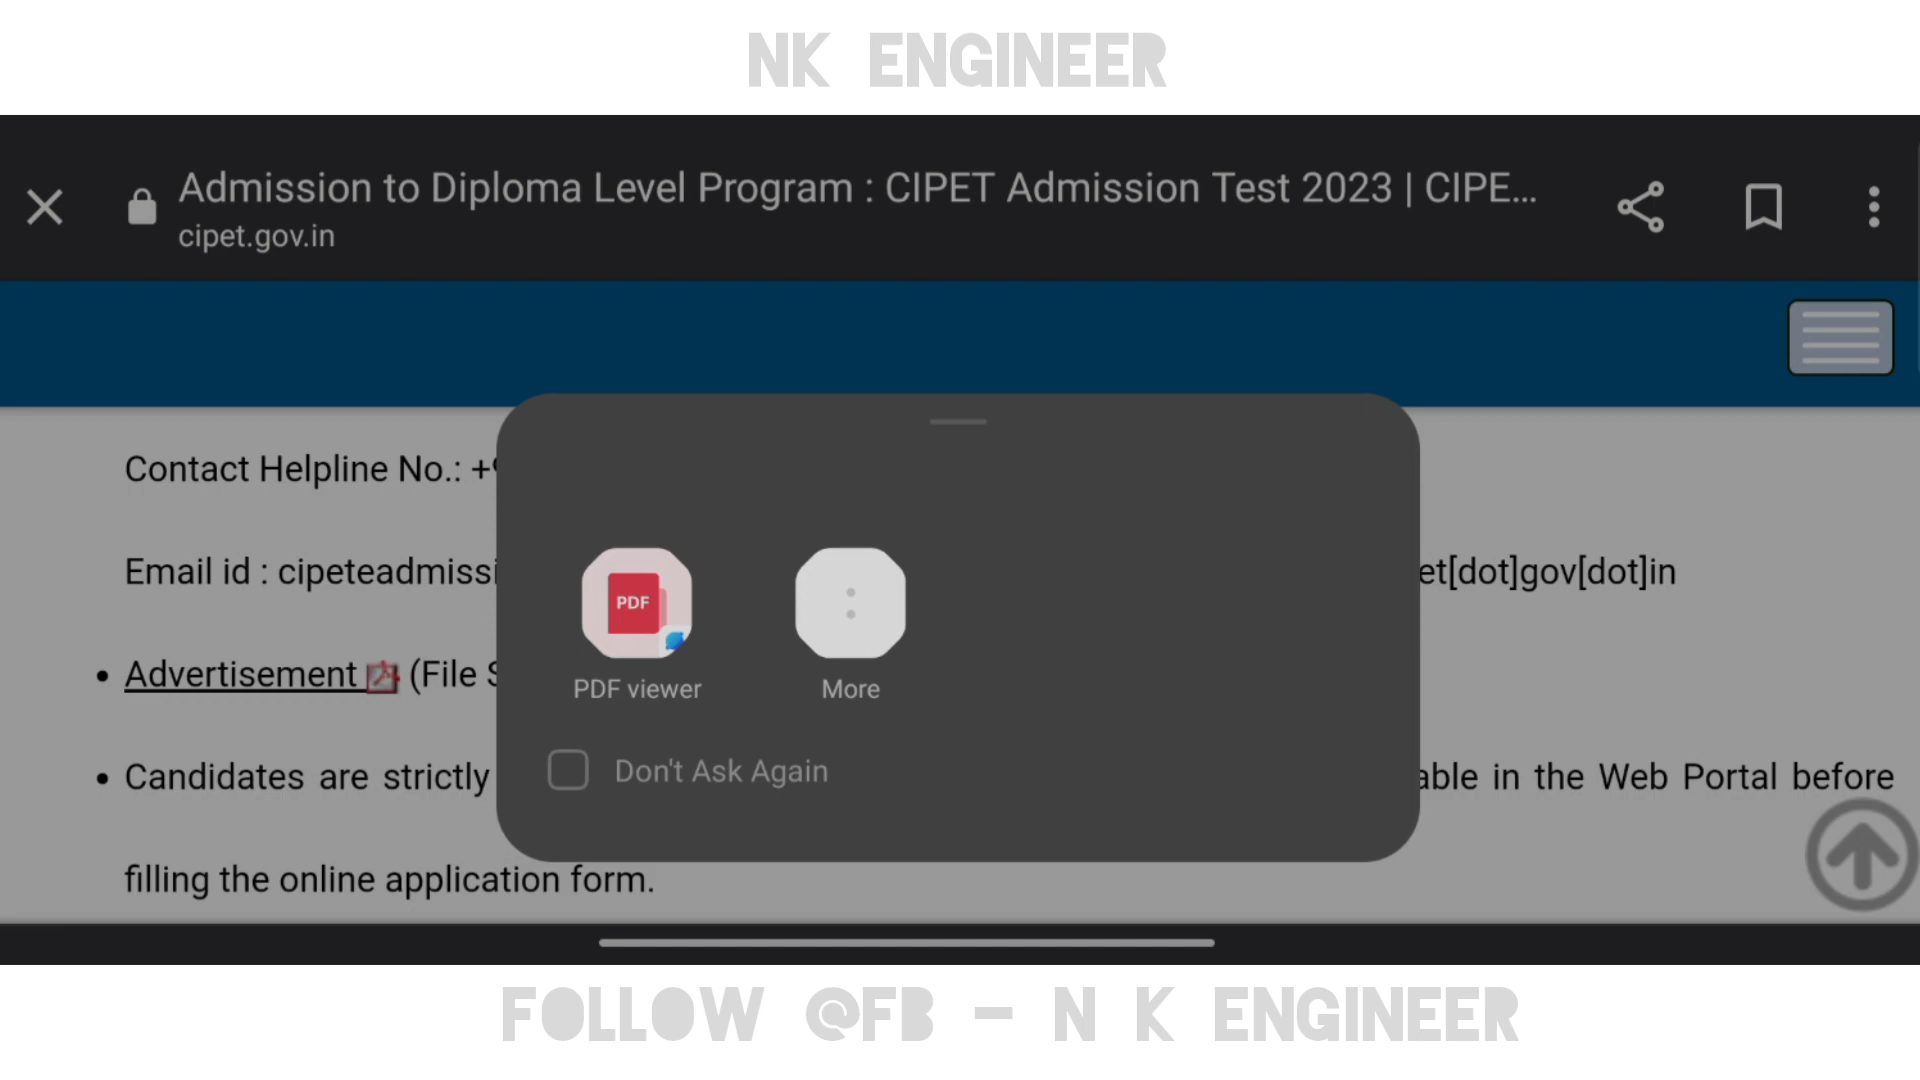 NK ENGINEER
Admission to Diploma Level Program : CIPET Admission Test 2023 | CIPE...
cipet.gov.in
Contact Helpline No.:
Email id : et[dot]gov[dot]in
• Advertisement (File
PDF
PDF viewer
More
Don't Ask Again
• Candidates are strictly in the Web Portal before
filling the online application form.
FOLLOW @FB - N K ENGINEER